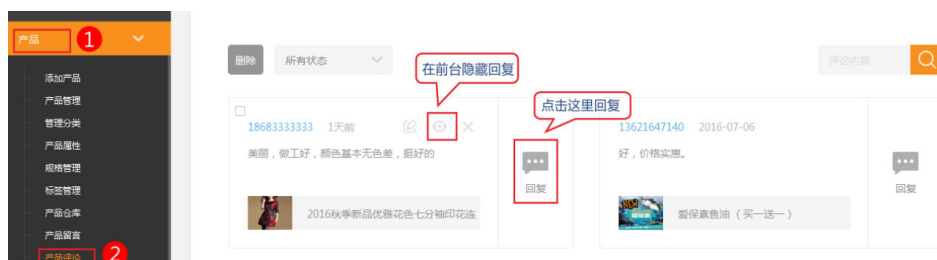 产品
1
添加产品
产品管理
管理分类
产品属性
规格管理
标签管理
产品仓库
产品留言
产品评论
2
删除
所有状态
在前台隐藏回复
评论内容
点击这里回复
18683333333 1天前
美丽，做工好，颜色基本无色差，挺好的
回复
2016秋季新品优雅花色七分袖印花连
13621647140 2016-07-06
好，价格实惠。
回复
爱保素鱼油（买一送一）